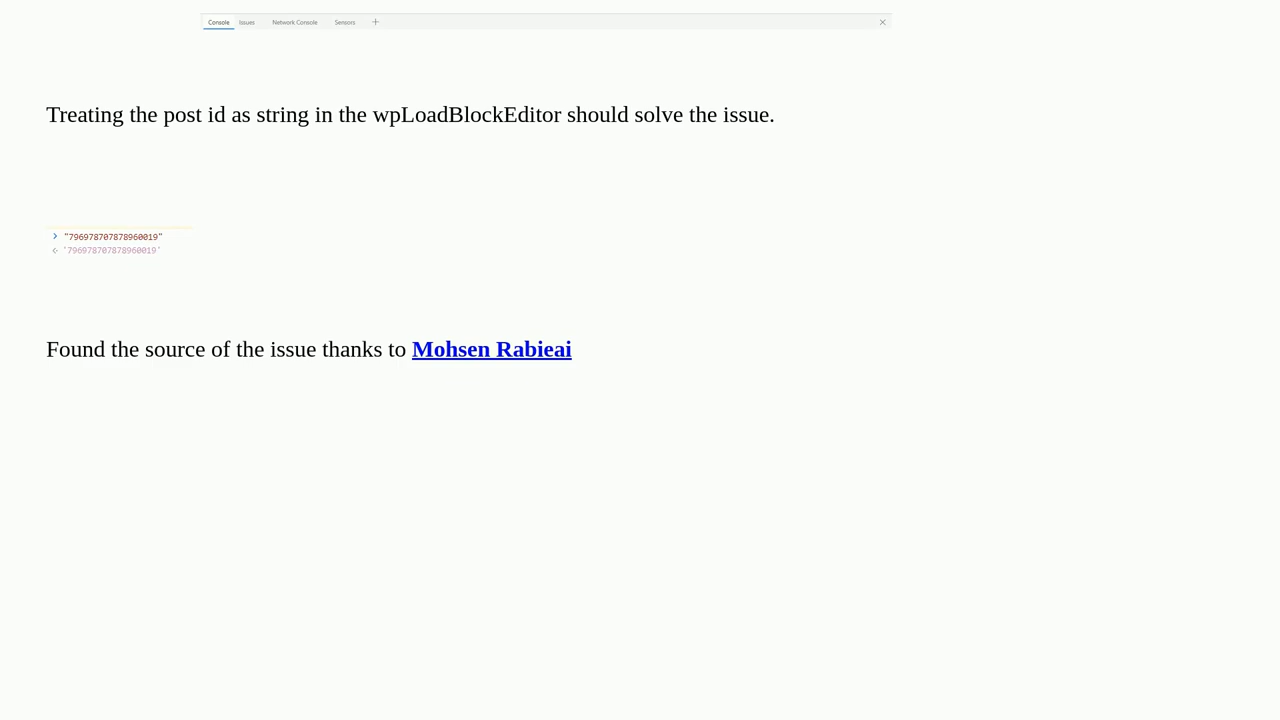 Console Issues Network Console Sensors +
Treating the post id as string in the wpLoadBlockEditor should solve the issue.
> "796978707878960019"
< '796978707878960019'
Found the source of the issue thanks to Mohsen Rabieai